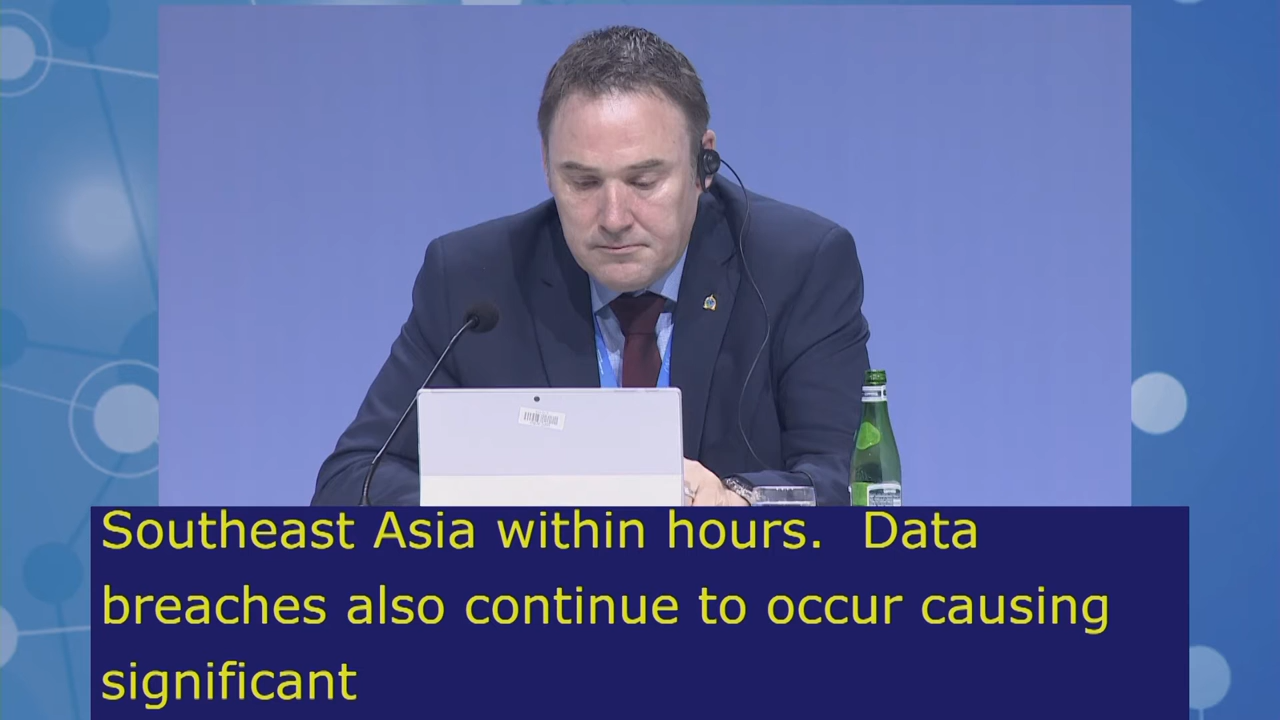 Southeast Asia within hours.  Data
breaches also continue to occur causing
significant